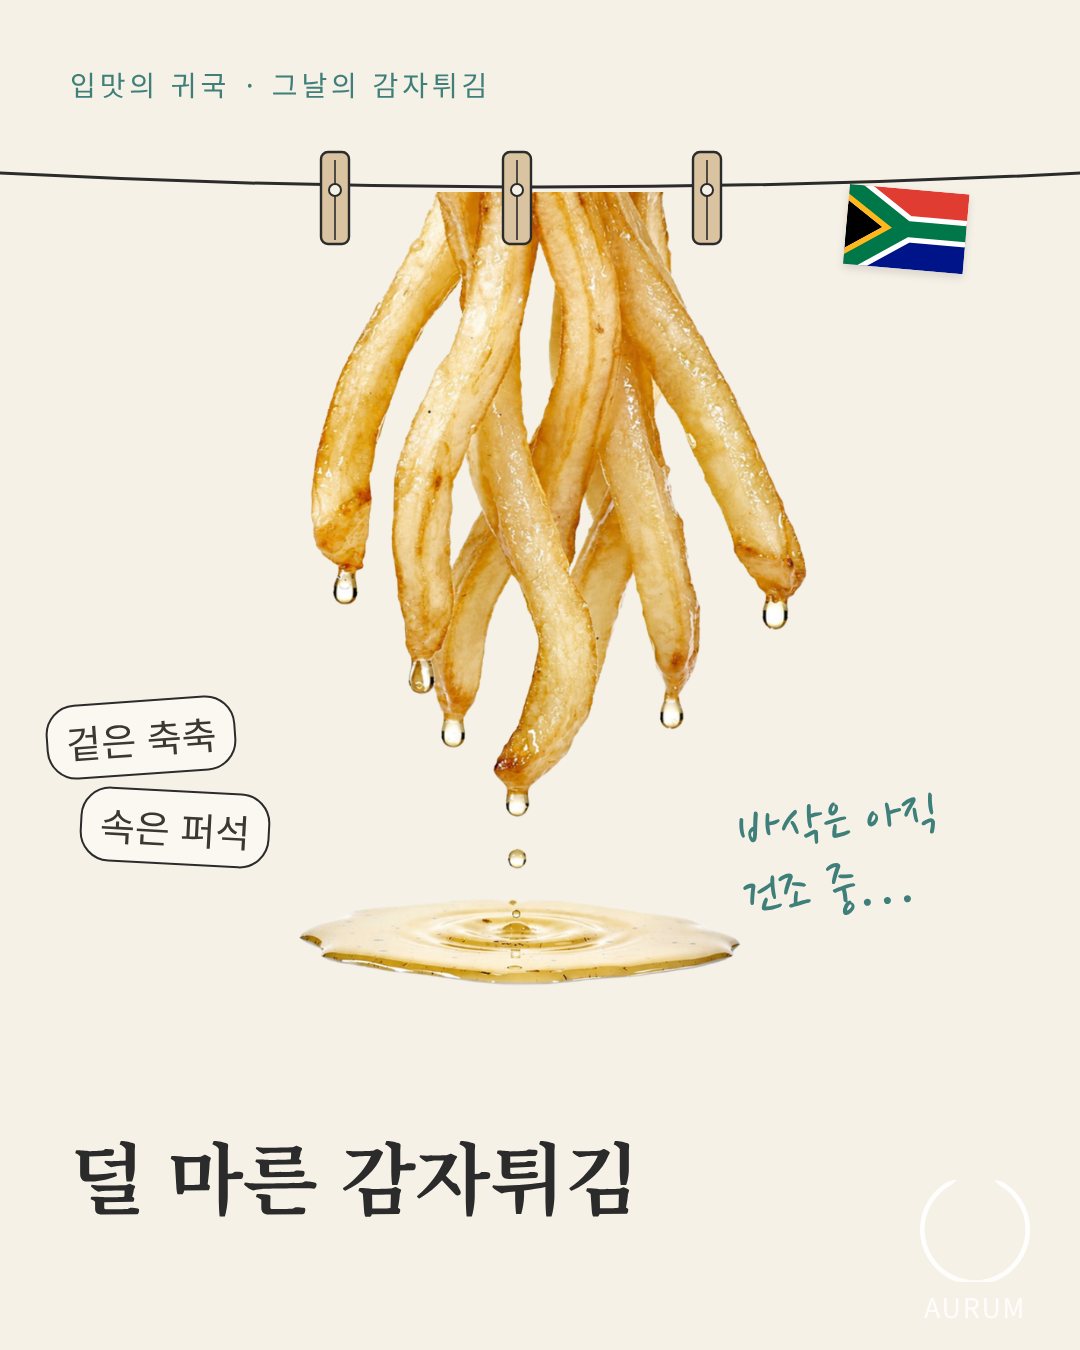 입맛의 귀국 · 그날의 감자튀김
겉은 축축
속은 퍼석
바삭은 아직
건조 중...
덜 마른 감자튀김
AURUM